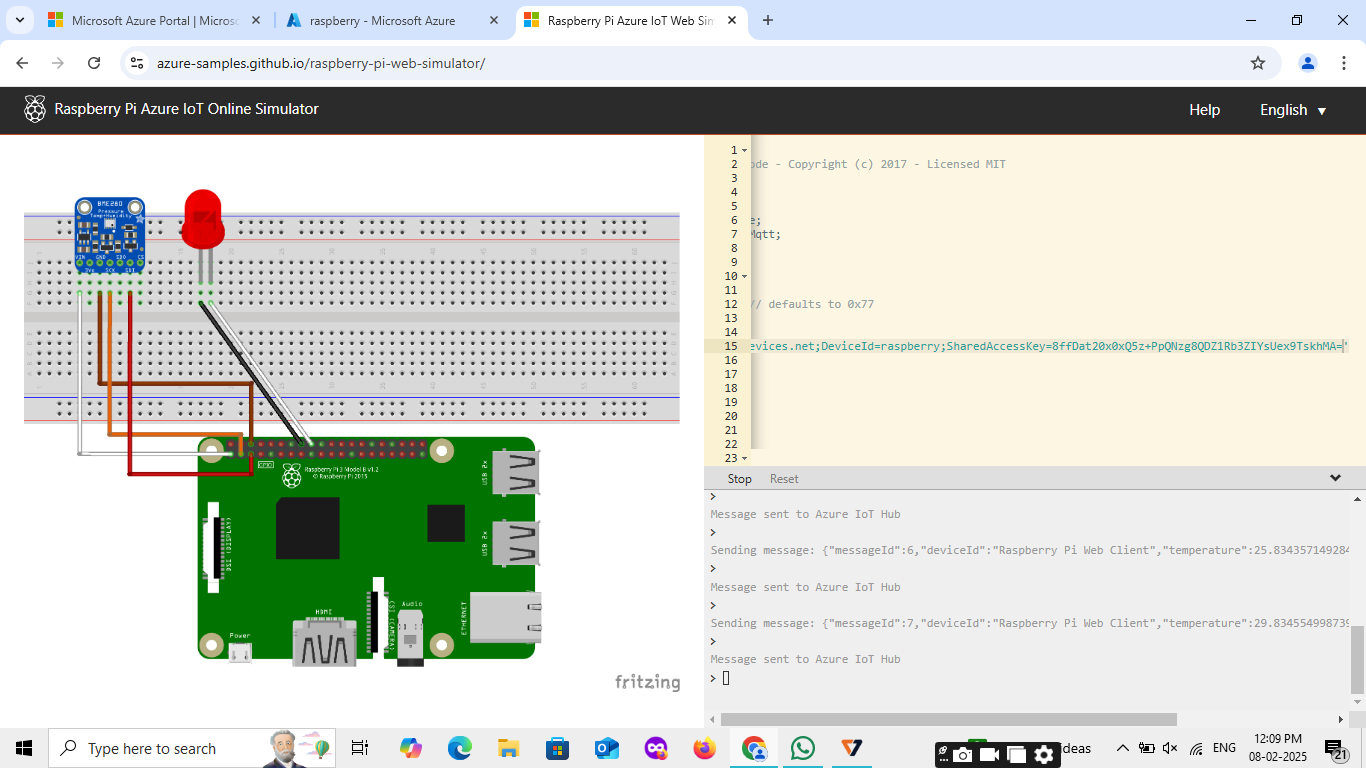 Microsoft Azure Portal | Micros
raspberry - Microsoft Azure
Raspberry Pi Azure IoT Web Sim
azure-samples.github.io/raspberry-pi-web-simulator/
Raspberry Pi Azure IoT Online Simulator
Help
English
BME280
Pressure
Temp+Humidity
VIN GND SDO CS
3Vo SCK SDI
GPIO
Raspberry Pi 3 Model B v1.2
© Raspberry Pi 2015
DSI (DISPLAY)
USB 2x
USB 2x
Power
HDMI
CSI (CAMERA)
Audio
ETHERNET
fritzing
1
2 ode - Copyright (c) 2017 - Licensed MIT
3
4
5
6 e;
7 Mqtt;
8
9
10
11
12 // defaults to 0x77
13
14
15 evices.net;DeviceId=raspberry;SharedAccessKey=8ffDat20x0xQ5z+PpQNzg8QDZ1Rb3ZIYsUex9TskhMA='
16
17
18
19
20
21
22
23
Stop Reset
>
Message sent to Azure IoT Hub
>
Sending message: {"messageId":6,"deviceId":"Raspberry Pi Web Client","temperature":25.834357149284
>
Message sent to Azure IoT Hub
>
Sending message: {"messageId":7,"deviceId":"Raspberry Pi Web Client","temperature":29.834554998739
>
Message sent to Azure IoT Hub
>
Type here to search
deas
ENG
12:09 PM
08-02-2025
21